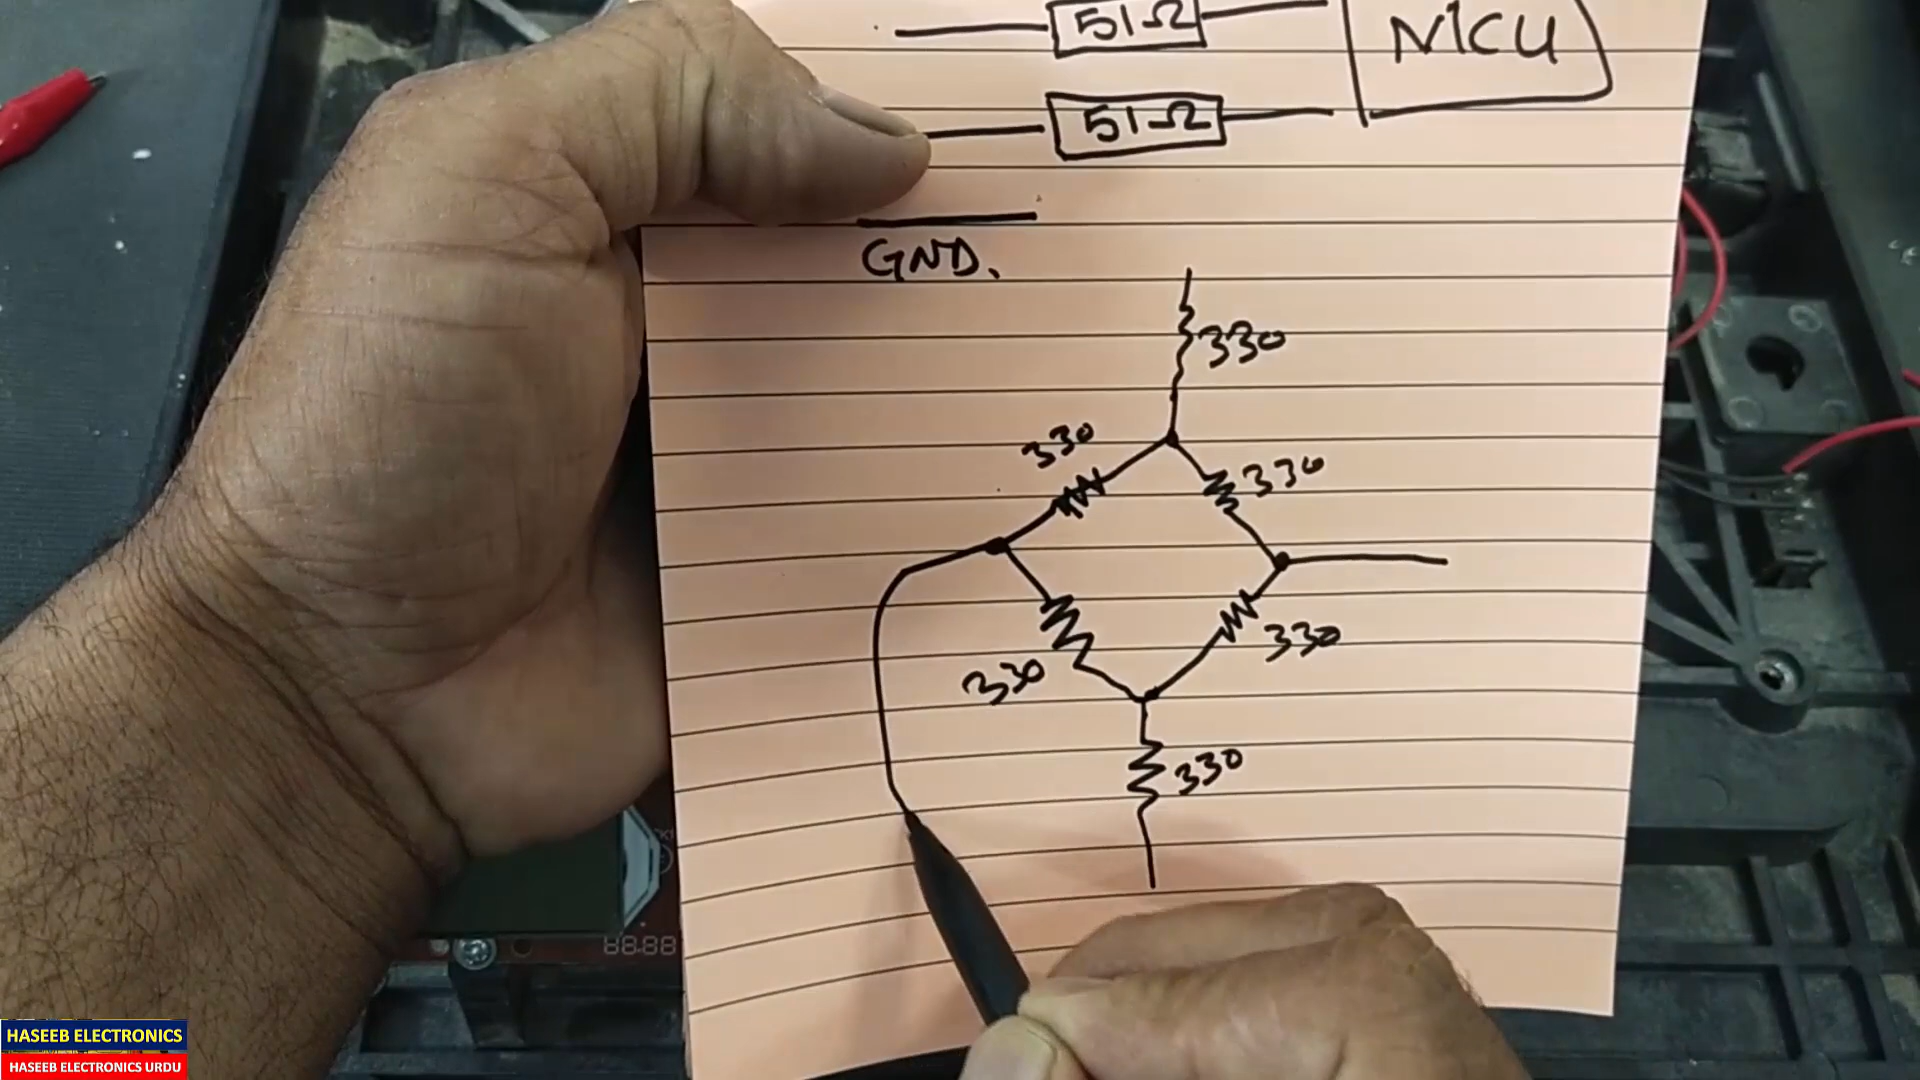 51Ω
MCU
51Ω
GND.
330
330
330
330
330
330
88:88
HASEEB ELECTRONICS
HASEEB ELECTRONICS URDU